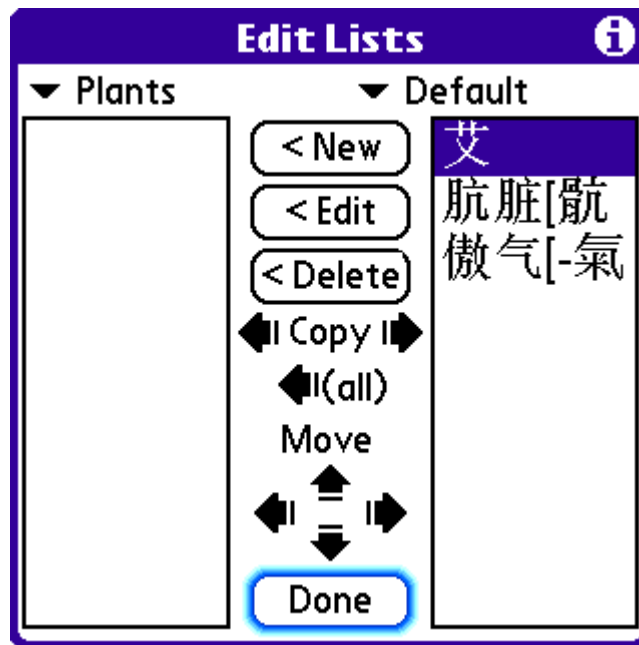 Edit Lists
Plants
Default
< New
< Edit
< Delete
Copy
(all)
Move
Done
艾
肮脏[骯
傲气[-氣